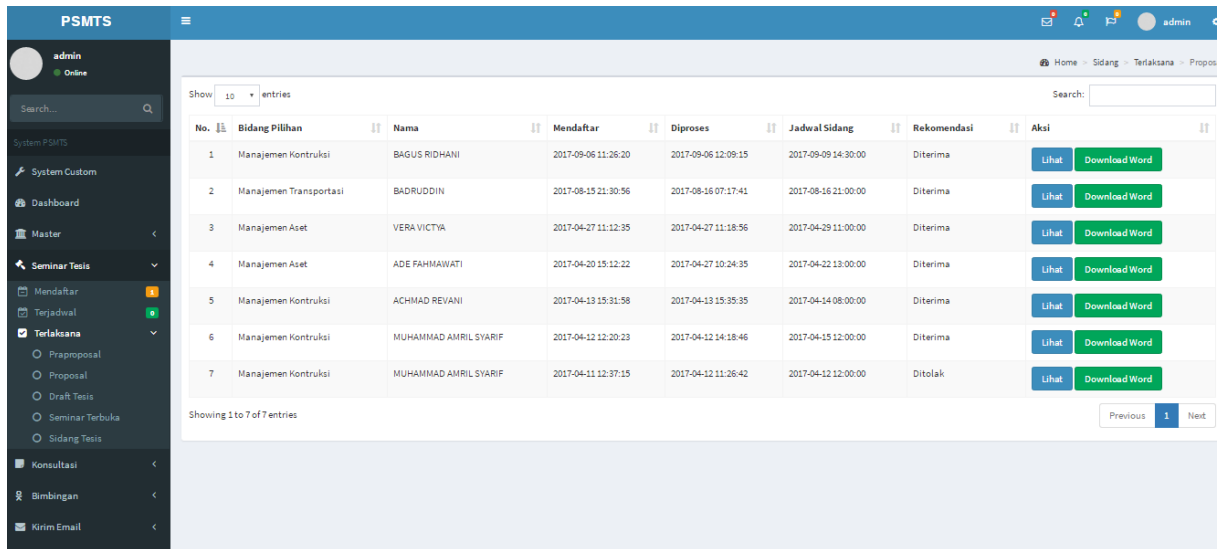 PSMTS
0 0 0 admin
admin
Online
Home > Sidang > Terlaksana > Propos
Search...
System PSMTS
System Custom
Dashboard
Master
Seminar Tesis
Mendaftar 1
Terjadwal 0
Terlaksana
Praproposal
Proposal
Draft Tesis
Seminar Terbuka
Sidang Tesis
Konsultasi
Bimbingan
Kirim Email
Show 10 entries Search:
No. Bidang Pilihan Nama Mendaftar Diproses Jadwal Sidang Rekomendasi Aksi
1 Manajemen Kontruksi BAGUS RIDHANI 2017-09-06 11:26:20 2017-09-06 12:09:15 2017-09-09 14:30:00 Diterima Lihat Download Word
2 Manajemen Transportasi BADRUDDIN 2017-08-15 21:30:56 2017-08-16 07:17:41 2017-08-16 21:00:00 Diterima Lihat Download Word
3 Manajemen Aset VERA VICTYA 2017-04-27 11:12:35 2017-04-27 11:18:56 2017-04-29 11:00:00 Diterima Lihat Download Word
4 Manajemen Aset ADE FAHMAWATI 2017-04-20 15:12:22 2017-04-27 10:24:35 2017-04-22 13:00:00 Diterima Lihat Download Word
5 Manajemen Kontruksi ACHMAD REVANI 2017-04-13 15:31:58 2017-04-13 15:35:35 2017-04-14 08:00:00 Diterima Lihat Download Word
6 Manajemen Kontruksi MUHAMMAD AMRIL SYARIF 2017-04-12 12:20:23 2017-04-12 14:18:46 2017-04-15 12:00:00 Diterima Lihat Download Word
7 Manajemen Kontruksi MUHAMMAD AMRIL SYARIF 2017-04-11 12:37:15 2017-04-12 11:26:42 2017-04-12 12:00:00 Ditolak Lihat Download Word
Showing 1 to 7 of 7 entries Previous 1 Next